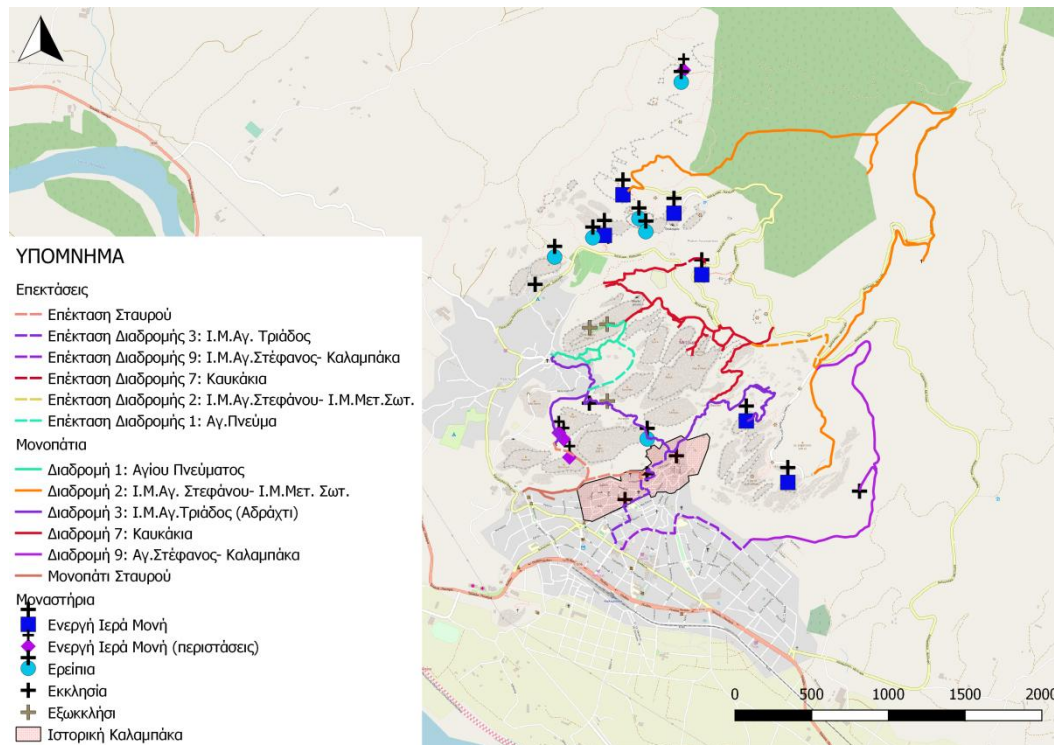 ΥΠΟΜΝΗΜΑ
Επεκτάσεις
Επέκταση Σταυρού
Επέκταση Διαδρομής 3: Ι.Μ.Αγ. Τριάδος
Επέκταση Διαδρομής 9: Ι.Μ.Αγ.Στέφανος- Καλαμπάκα
Επέκταση Διαδρομής 7: Καυκάκια
Επέκταση Διαδρομής 2: Ι.Μ.Αγ.Στεφάνου- Ι.Μ.Μετ.Σωτ.
Επέκταση Διαδρομής 1: Αγ.Πνεύμα
Μονοπάτια
Διαδρομή 1: Αγίου Πνεύματος
Διαδρομή 2: Ι.Μ.Αγ. Στεφάνου- Ι.Μ.Μετ. Σωτ.
Διαδρομή 3: Ι.Μ.Αγ.Τριάδος (Αδράχτι)
Διαδρομή 7: Καυκάκια
Διαδρομή 9: Αγ.Στέφανος- Καλαμπάκα
Μονοπάτι Σταυρού
Μοναστήρια
Ενεργή Ιερά Μονή
Ενεργή Ιερά Μονή (περιστάσεις)
Ερείπια
Εκκλησία
Εξωκκλήσι
Ιστορική Καλαμπάκα
0 500 1000 1500 2000